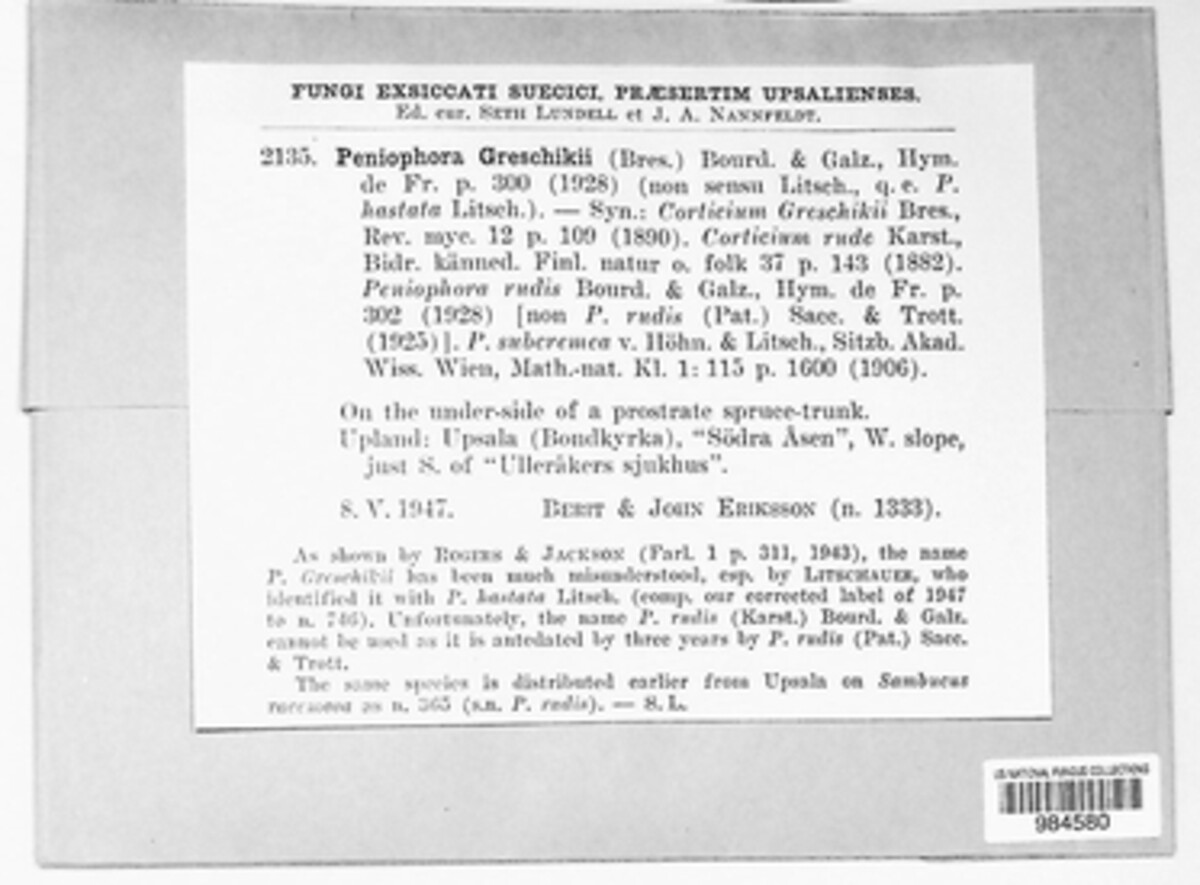 FUNGI EXSICCATI SUECICI, PRÆSERTIM UPSALIENSES.
Ed. cur. SETH LUNDELL et J. A. NANNFELDT.
2135. Peniophora Greschikii (Bres.) Bourd. & Galz., Hym.
de Fr. p. 300 (1928) (non sensu Litsch., q. e. P.
hastata Litsch.). — Syn.: Corticium Greschikii Bres.,
Rev. myc. 12 p. 109 (1890). Corticium rude Karst.,
Bidr. känned. Finl. natur o. folk 37 p. 143 (1882).
Peniophora rudis Bourd. & Galz., Hym. de Fr. p.
302 (1928) [non P. rudis (Pat.) Sacc. & Trott.
(1925)]. P. subcremea v. Höhn. & Litsch., Sitzb. Akad.
Wiss. Wien, Math.-nat. Kl. 1: 115 p. 1600 (1906).
On the under-side of a prostrate spruce-trunk.
Upland: Upsala (Bondkyrka), "Södra Åsen", W. slope,
just S. of "Ulleråkers sjukhus".
8. V. 1947. BERIT & JOHN ERIKSSON (n. 1333).
As shown by ROGERS & JACKSON (Farl. 1 p. 311, 1943), the name
P. Greschikii has been much misunderstood, esp. by LITSCHAUER, who
identified it with P. hastata Litsch. (comp. our corrected label of 1947
to n. 746). Unfortunately, the name P. rudis (Karst.) Bourd. & Galz.
cannot be used as it is antedated by three years by P. rudis (Pat.) Sacc.
& Trott.
The same species is distributed earlier from Upsala on Sambucus
racemosa as n. 365 (s.n. P. rudis). — S. L.
US NATIONAL FUNGUS COLLECTIONS
984580